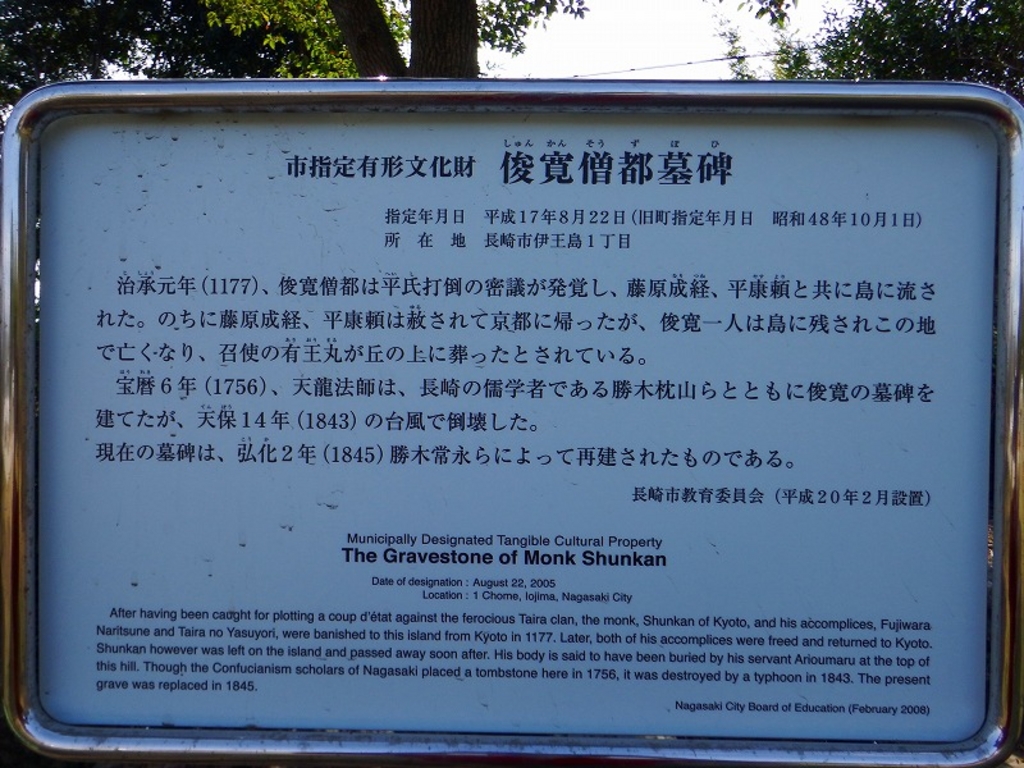 市指定有形文化財 俊寛僧都墓碑
指定年月日 平成17年8月22日(旧町指定年月日 昭和48年10月1日)
所在地 長崎市伊王島1丁目
治承元年(1177)、俊寛僧都は平氏打倒の密議が発覚し、藤原成経、平康頼と共に島に流さ
れた。のちに藤原成経、平康頼は赦されて京都に帰ったが、俊寛一人は島に残されこの地
で亡くなり、召使の有王丸が丘の上に葬ったとされている。
宝暦6年(1756)、天龍法師は、長崎の儒学者である勝木枕山らとともに俊寛の墓碑を
建てたが、天保14年(1843)の台風で倒壊した。
現在の墓碑は、弘化2年(1845)勝木常永らによって再建されたものである。
長崎市教育委員会(平成20年2月設置)
Municipally Designated Tangible Cultural Property
The Gravestone of Monk Shunkan
Date of designation : August 22, 2005
Location : 1 Chome, Iojima, Nagasaki City
After having been caught for plotting a coup d'état against the ferocious Taira clan, the monk, Shunkan of Kyoto, and his accomplices, Fujiwara
Naritsune and Taira no Yasuyori, were banished to this island from Kyoto in 1177. Later, both of his accomplices were freed and returned to Kyoto.
Shunkan however was left on the island and passed away soon after. His body is said to have been buried by his servant Arioumaru at the top of
this hill. Though the Confucianism scholars of Nagasaki placed a tombstone here in 1756, it was destroyed by a typhoon in 1843. The present
grave was replaced in 1845.
Nagasaki City Board of Education (February 2008)